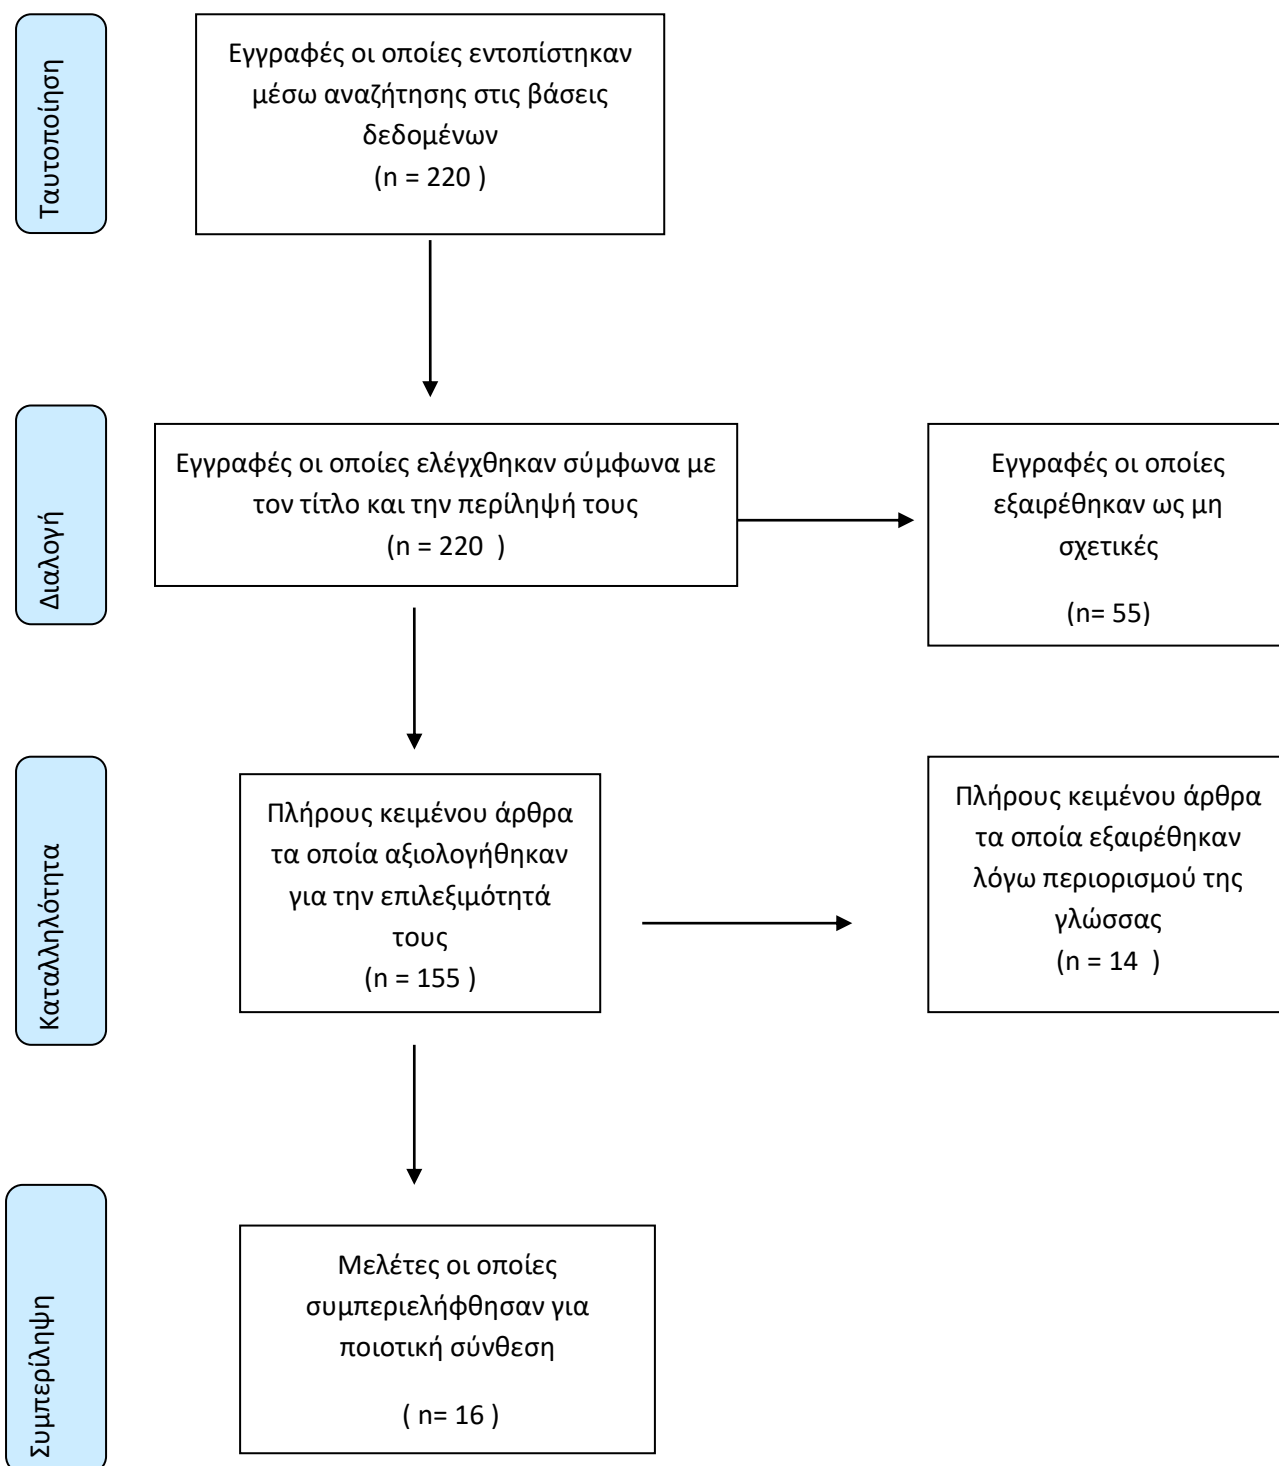 Ταυτοποίηση
Εγγραφές οι οποίες εντοπίστηκαν
μέσω αναζήτησης στις βάσεις
δεδομένων
(n = 220 )
Διαλογή
Εγγραφές οι οποίες ελέγχθηκαν σύμφωνα με
τον τίτλο και την περίληψή τους
(n = 220 )
Εγγραφές οι οποίες
εξαιρέθηκαν ως μη
σχετικές
(n= 55)
Καταλληλότητα
Πλήρους κειμένου άρθρα
τα οποία αξιολογήθηκαν
για την επιλεξιμότητά
τους
(n = 155 )
Πλήρους κειμένου άρθρα
τα οποία εξαιρέθηκαν
λόγω περιορισμού της
γλώσσας
(n = 14 )
Συμπερίληψη
Μελέτες οι οποίες
συμπεριελήφθησαν για
ποιοτική σύνθεση
( n= 16 )